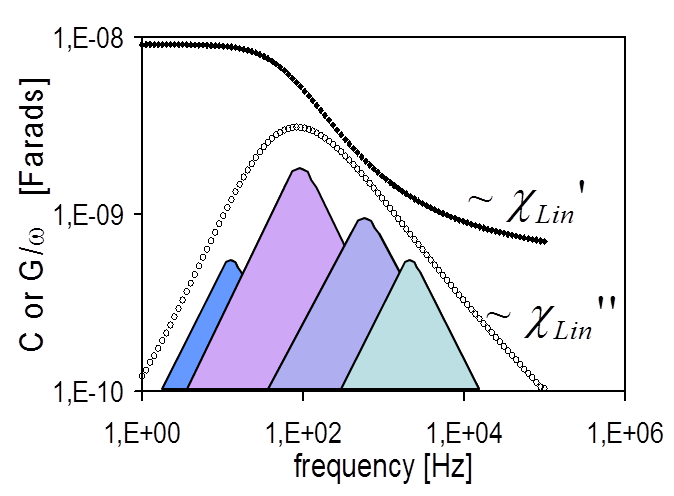 1,E-08
1,E-09
1,E-10
C or G/ω [Farads]
~ χLin'
~ χLin''
1,E+00 1,E+02 1,E+04 1,E+06
frequency [Hz]